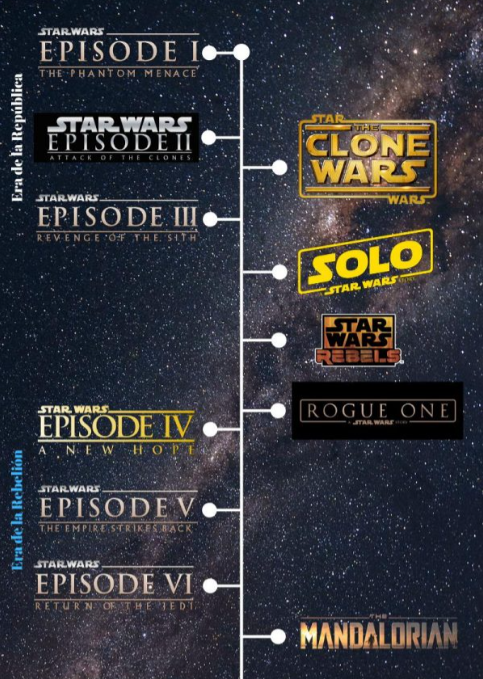 STAR WARS
EPISODE I
THE PHANTOM MENACE
Era de la República
STAR WARS
EPISODE II
ATTACK OF THE CLONES
STAR
THE
CLONE
WARS
WARS
STAR WARS
EPISODE III
REVENGE OF THE SITH
SOLO
A STAR WARS STORY
STAR
WARS
REBELS
ROGUE ONE
A STAR WARS STORY
STAR WARS
EPISODE IV
A NEW HOPE
Era de la Rebelión
STAR WARS
EPISODE V
THE EMPIRE STRIKES BACK
STAR WARS
EPISODE VI
RETURN OF THE JEDI
THE
MANDALORIAN